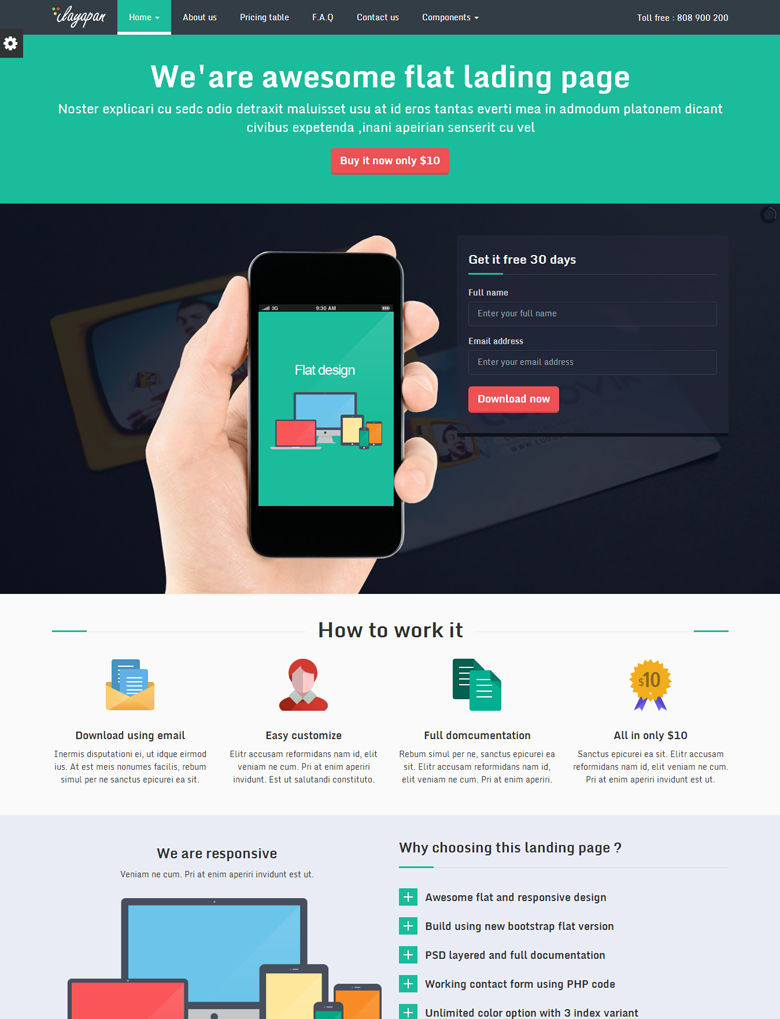 ilayapan
Home
About us
Pricing table
F.A.Q
Contact us
Components
Toll free : 808 900 200
We'are awesome flat lading page
Noster explicari cu sedc odio detraxit maluisset usu at id eros tantas everti mea in admodum platonem dicant
civibus expetenda ,inani apeirian senserit cu vel
Buy it now only $10
3G
9:30 AM
Flat design
Get it free 30 days
Full name
Enter your full name
Email address
Enter your email address
Download now
How to work it
$10
Download using email
Inermis disputationi ei, ut idque eirmod
ius. At est meis nonumes facilis, rebum
simul per ne sanctus epicurei ea sit.
Easy customize
Elitr accusam reformidans nam id, elit
veniam ne cum. Pri at enim aperiri
invidunt. Est ut salutandi constituto.
Full domcumentation
Rebum simul per ne, sanctus epicurei ea
sit. Elitr accusam reformidans nam id,
elit veniam ne cum. Pri at enim aperiri.
All in only $10
Sanctus epicurei ea sit. Elitr accusam
reformidans nam id, elit veniam ne cum.
Pri at enim aperiri invidunt est ut.
We are responsive
Veniam ne cum. Pri at enim aperiri invidunt est ut.
Why choosing this landing page ?
Awesome flat and responsive design
Build using new bootstrap flat version
PSD layered and full documentation
Working contact form using PHP code
Unlimited color option with 3 index variant